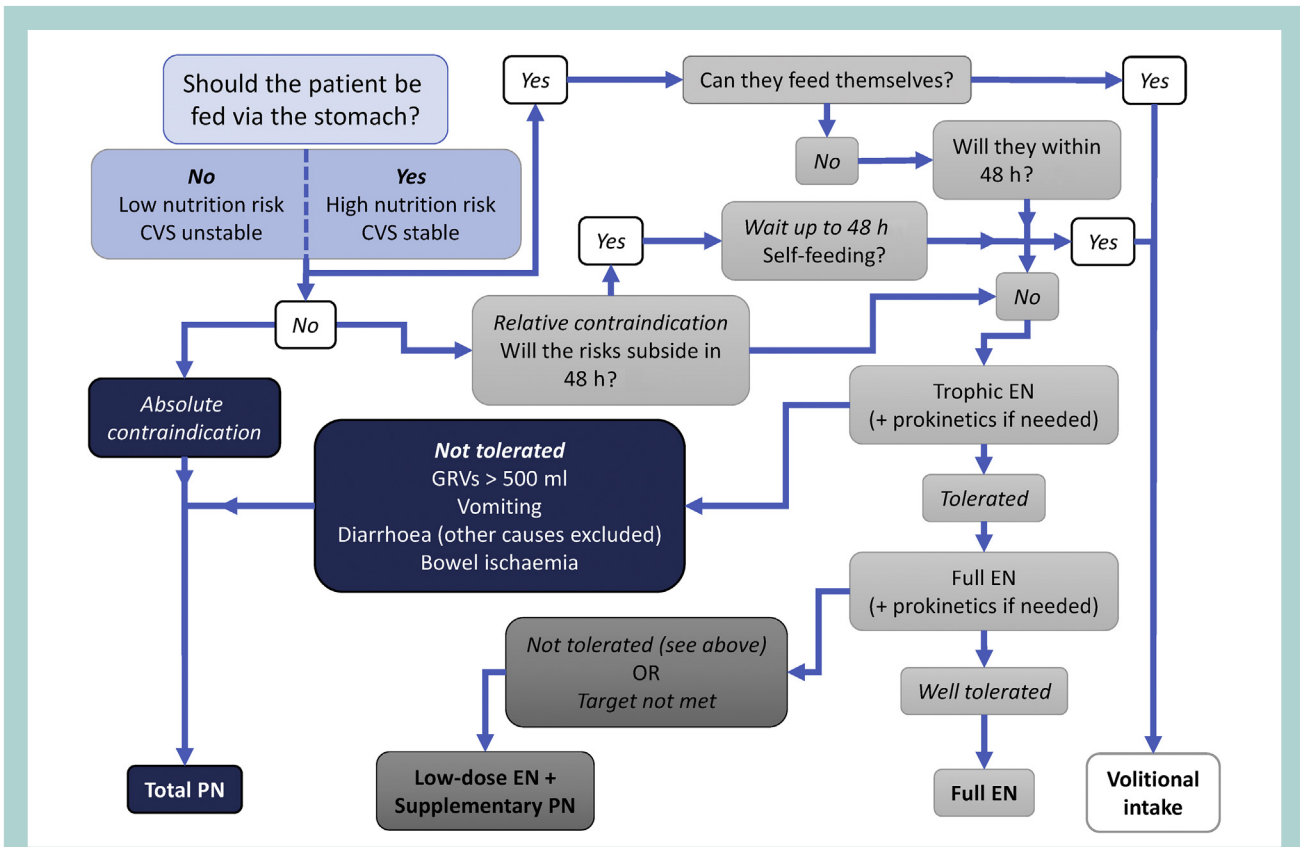 Should the patient be
fed via the stomach?
No
Low nutrition risk
CVS unstable
Yes
High nutrition risk
CVS stable
Yes
Can they feed themselves?
Yes
No
Will they within
48 h?
Yes
Wait up to 48 h
Self-feeding?
Yes
No
No
Relative contraindication
Will the risks subside in
48 h?
Absolute
contraindication
Not tolerated
GRVs > 500 ml
Vomiting
Diarrhoea (other causes excluded)
Bowel ischaemia
Trophic EN
(+ prokinetics if needed)
Tolerated
Full EN
(+ prokinetics if needed)
Not tolerated (see above)
OR
Target not met
Well tolerated
Total PN
Low-dose EN +
Supplementary PN
Full EN
Volitional
intake